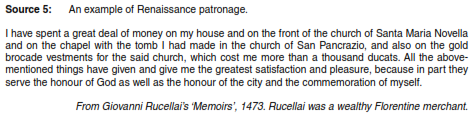 Source 5: An example of Renaissance patronage.
I have spent a great deal of money on my house and on the front of the church of Santa Maria Novella
and on the chapel with the tomb I had made in the church of San Pancrazio, and also on the gold
brocade vestments for the said church, which cost me more than a thousand ducats. All the above-
mentioned things have given and give me the greatest satisfaction and pleasure, because in part they
serve the honour of God as well as the honour of the city and the commemoration of myself.
From Giovanni Rucellai's 'Memoirs', 1473. Rucellai was a wealthy Florentine merchant.